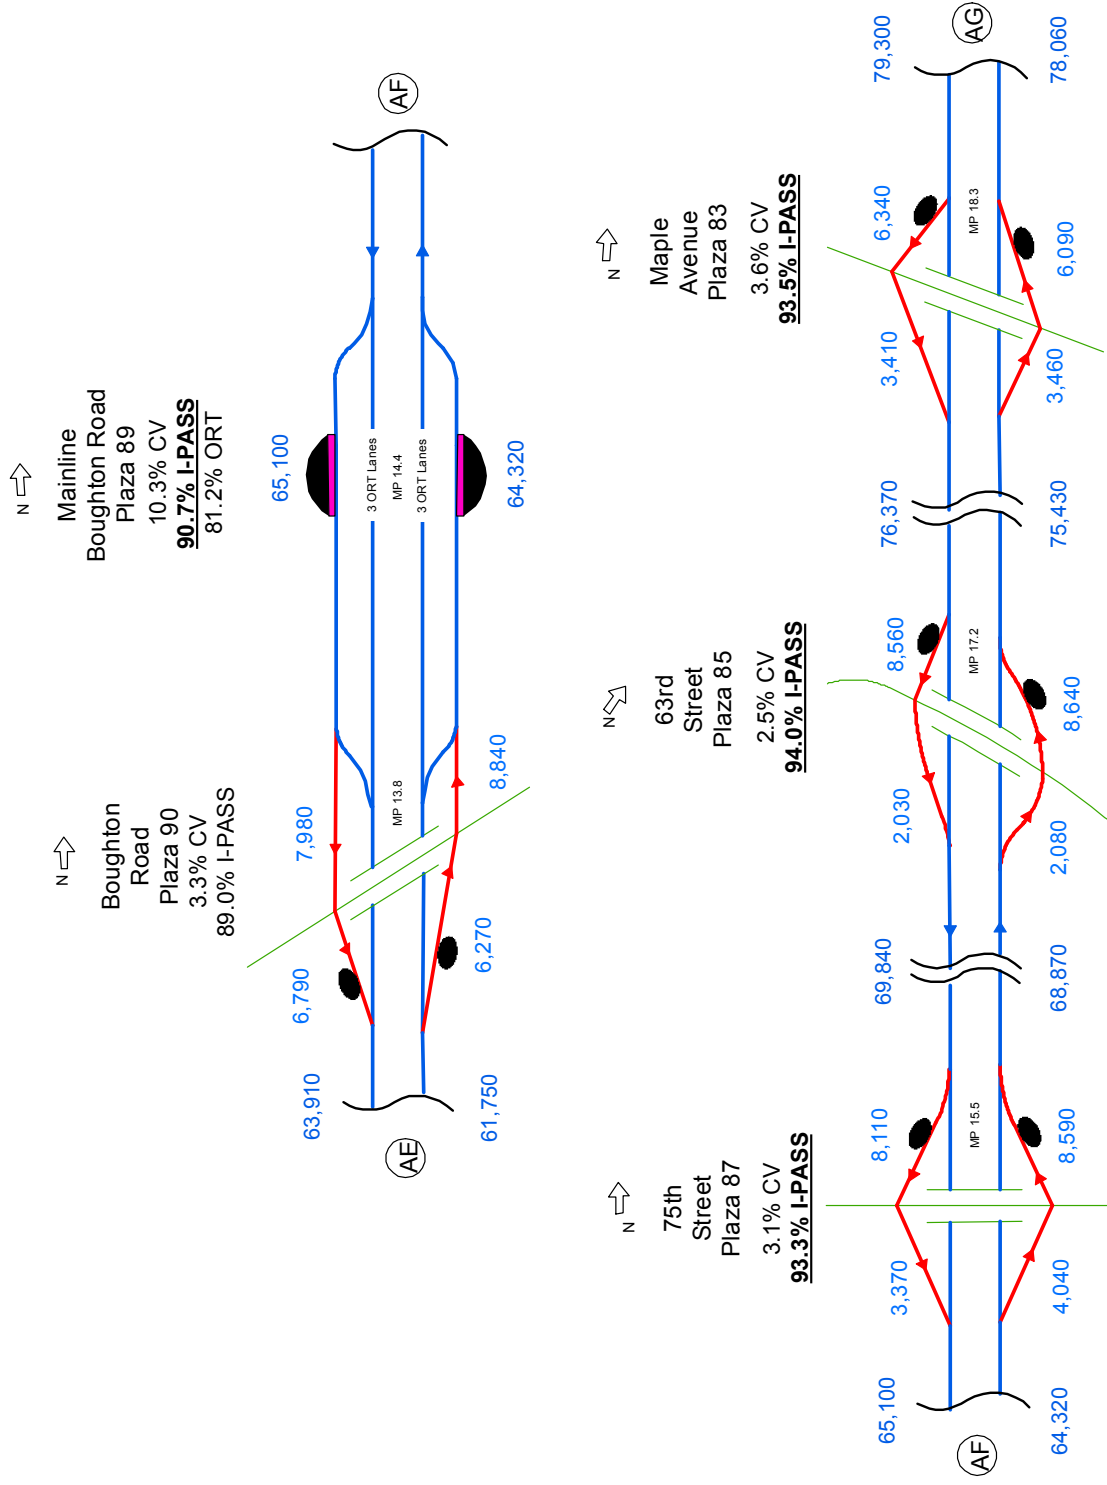 N
Mainline
Boughton Road
Plaza 89
10.3% CV
90.7% I-PASS
81.2% ORT
N
Boughton
Road
Plaza 90
3.3% CV
89.0% I-PASS
63,910
6,790
7,980
65,100
AE
MP 13.8
3 ORT Lanes
MP 14.4
3 ORT Lanes
AF
61,750
6,270
8,840
64,320
N
75th
Street
Plaza 87
3.1% CV
93.3% I-PASS
N
63rd
Street
Plaza 85
2.5% CV
94.0% I-PASS
N
Maple
Avenue
Plaza 83
3.6% CV
93.5% I-PASS
65,100
3,370
8,110
69,840
2,030
8,560
76,370
3,410
6,340
79,300
AF
MP 15.5
MP 17.2
MP 18.3
AG
64,320
4,040
8,590
68,870
2,080
8,640
75,430
3,460
6,090
78,060